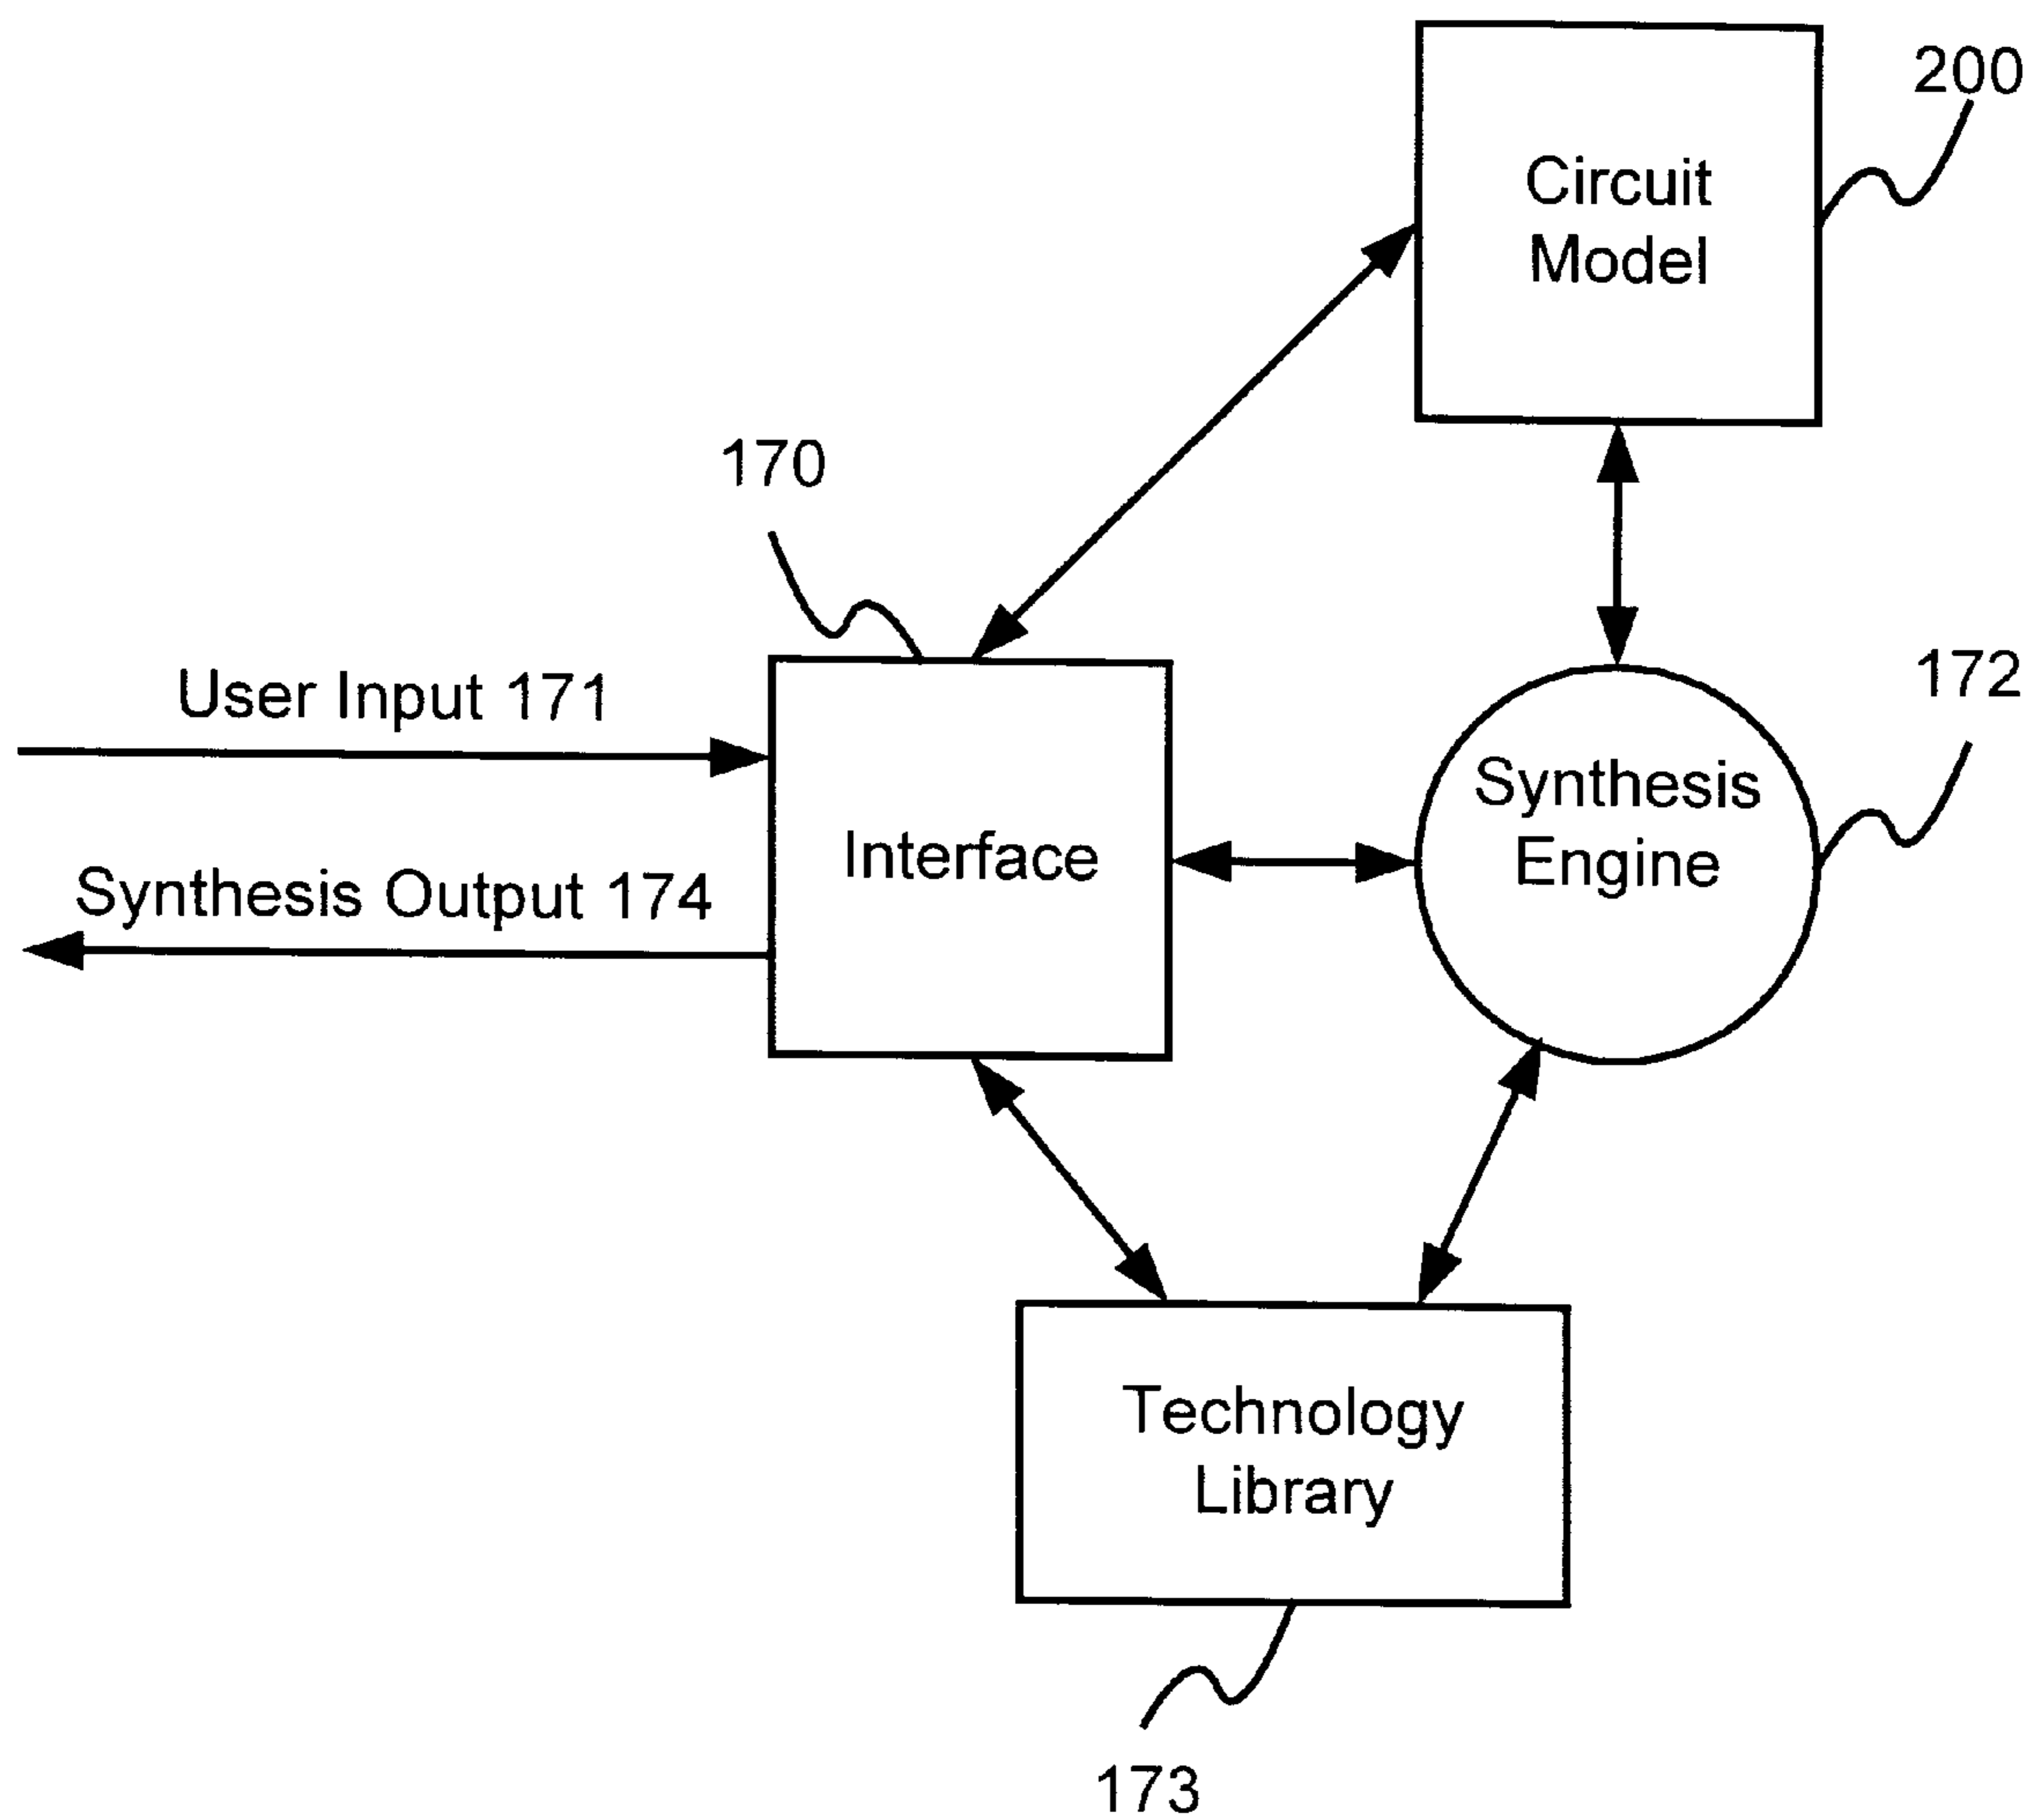 200
Circuit
Model
170
User Input 171
172
Synthesis
Engine
Interface
Synthesis Output 174
Technology
Library
173